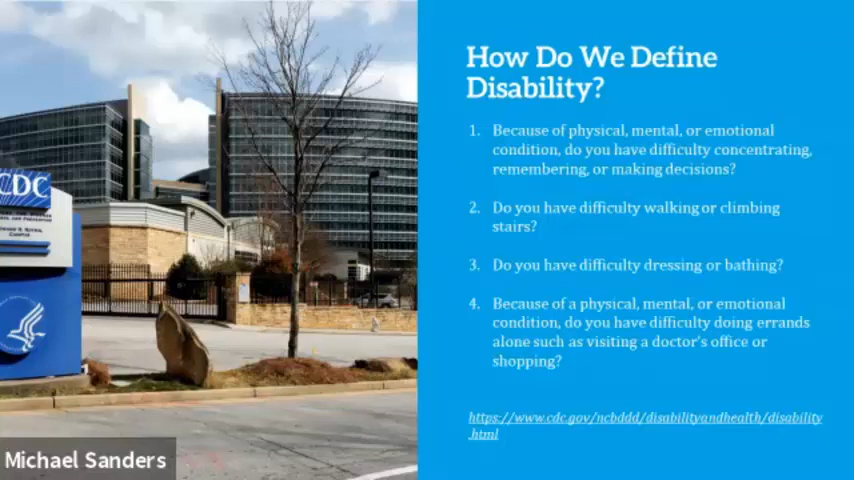 How Do We Define
Disability?
1. Because of physical, mental, or emotional
condition, do you have difficulty concentrating,
remembering, or making decisions?
2. Do you have difficulty walking or climbing
stairs?
3. Do you have difficulty dressing or bathing?
4. Because of a physical, mental, or emotional
condition, do you have difficulty doing errands
alone such as visiting a doctor's office or
shopping?
https://www.cdc.gov/ncbddd/disabilityandhealth/disability
.html
CDC
Michael Sanders